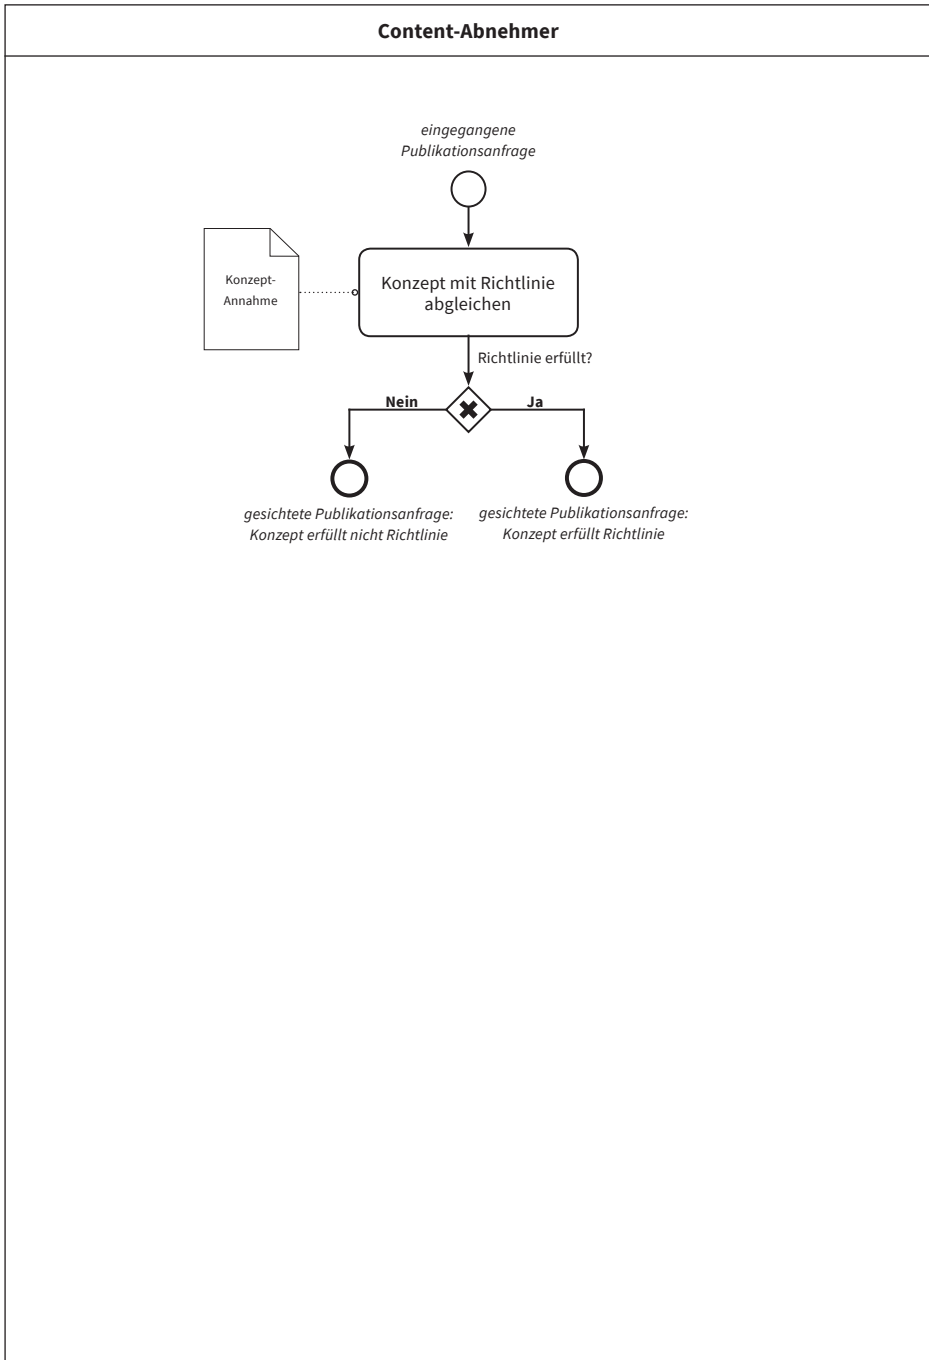 Content-Abnehmer
eingegangene
Publikationsanfrage
Konzept-
Annahme
Konzept mit Richtlinie
abgleichen
Richtlinie erfüllt?
Nein
Ja
gesichtete Publikationsanfrage:
Konzept erfüllt nicht Richtlinie
gesichtete Publikationsanfrage:
Konzept erfüllt Richtlinie